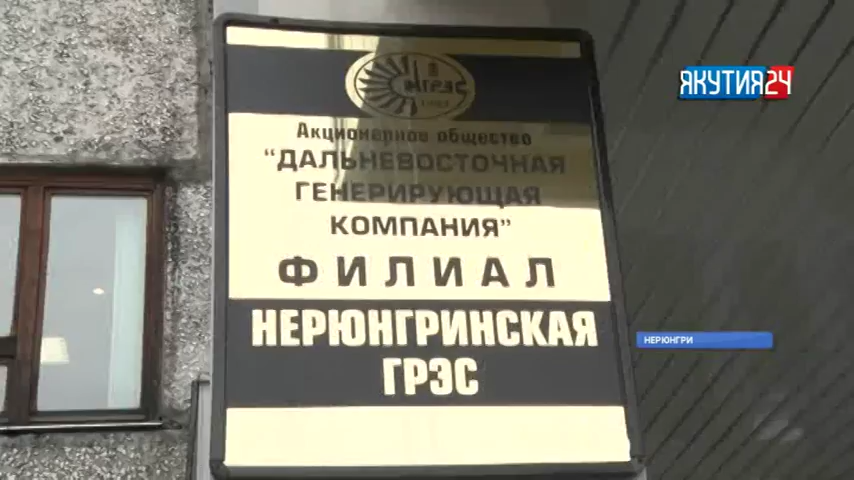 ЯКУТИЯ24
Акционерное общество
"ДАЛЬНЕВОСТОЧНАЯ
ГЕНЕРИРУЮЩАЯ
КОМПАНИЯ"
ФИЛИАЛ
НЕРЮНГРИНСКАЯ
ГРЭС
НЕРЮНГРИ